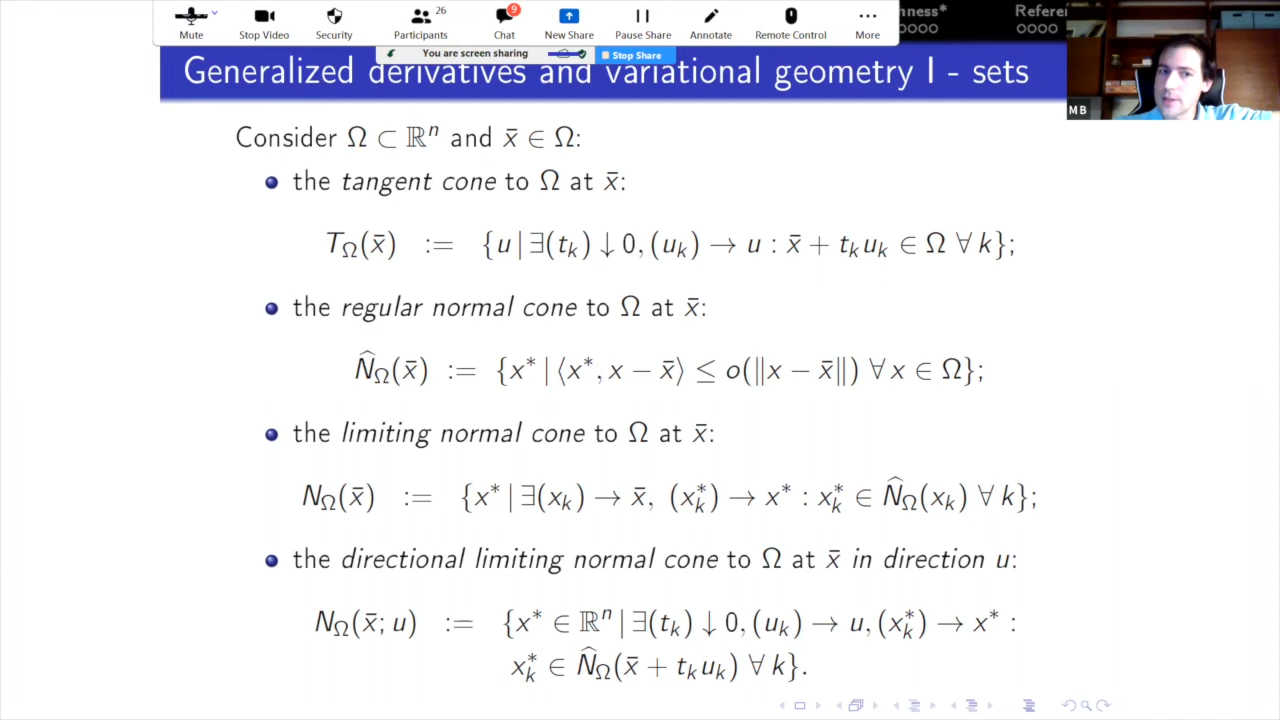 Mute
Stop Video
Security
26
Participants
9
Chat
New Share
Pause Share
Annotate
Remote Control
More
You are screen sharing
Stop Share
Generalized derivatives and variational geometry I - sets
MB
Consider Ω ⊂ ℝⁿ and x̄ ∈ Ω:
the tangent cone to Ω at x̄:
T_Ω(x̄) := {u | ∃(t_k) ↓ 0, (u_k) → u : x̄ + t_k u_k ∈ Ω ∀ k};
the regular normal cone to Ω at x̄:
N̂_Ω(x̄) := {x* | ⟨x*, x − x̄⟩ ≤ o(‖x − x̄‖) ∀ x ∈ Ω};
the limiting normal cone to Ω at x̄:
N_Ω(x̄) := {x* | ∃(x_k) → x̄, (x_k*) → x* : x_k* ∈ N̂_Ω(x_k) ∀ k};
the directional limiting normal cone to Ω at x̄ in direction u:
N_Ω(x̄; u) := {x* ∈ ℝⁿ | ∃(t_k) ↓ 0, (u_k) → u, (x_k*) → x* :
x_k* ∈ N̂_Ω(x̄ + t_k u_k) ∀ k}.